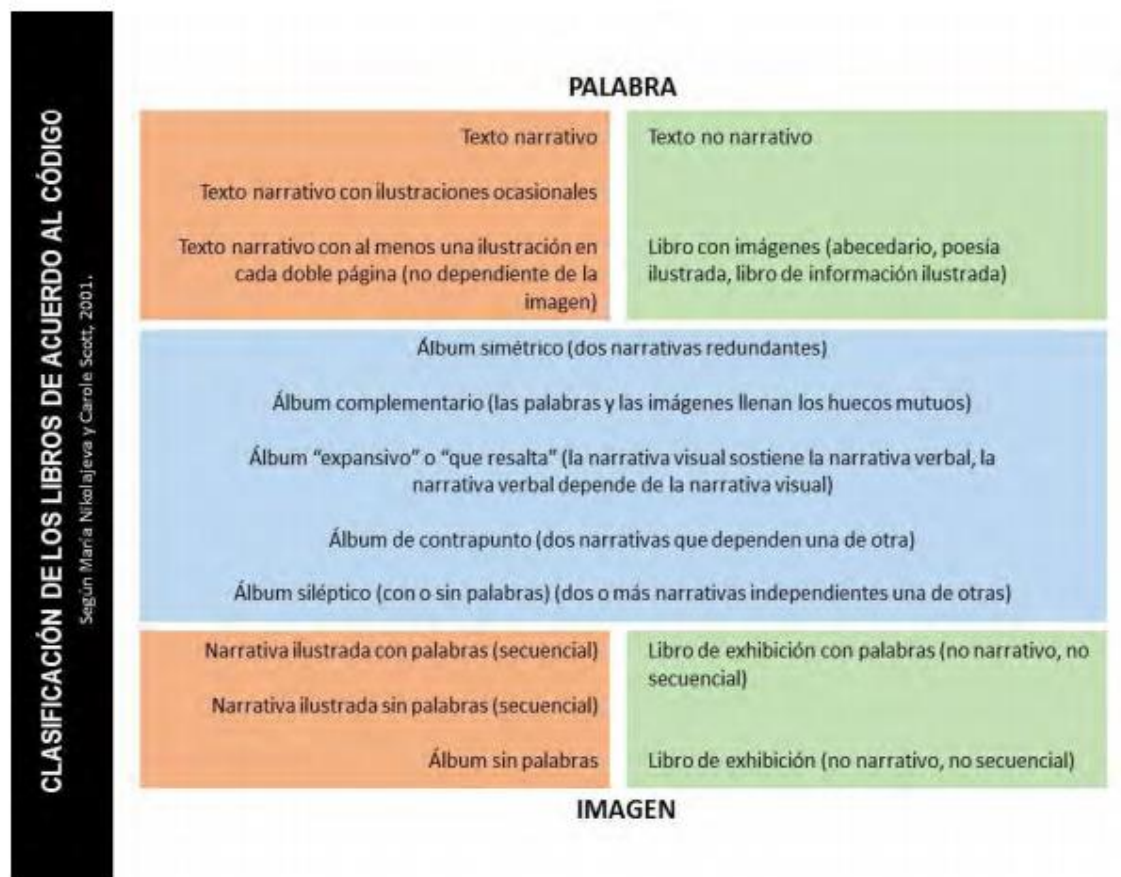 CLASIFICACIÓN DE LOS LIBROS DE ACUERDO AL CÓDIGO
Según María Nikolajeva y Carole Scott, 2001.
PALABRA
Texto narrativo
Texto narrativo con ilustraciones ocasionales
Texto narrativo con al menos una ilustración en
cada doble página (no dependiente de la
imagen)
Texto no narrativo
Libro con imágenes (abecedario, poesía
ilustrada, libro de información ilustrada)
Álbum simétrico (dos narrativas redundantes)
Álbum complementario (las palabras y las imágenes llenan los huecos mutuos)
Álbum “expansivo” o “que resalta” (la narrativa visual sostiene la narrativa verbal, la
narrativa verbal depende de la narrativa visual)
Álbum de contrapunto (dos narrativas que dependen una de otra)
Álbum siléptico (con o sin palabras) (dos o más narrativas independientes una de otras)
Narrativa ilustrada con palabras (secuencial)
Narrativa ilustrada sin palabras (secuencial)
Álbum sin palabras
Libro de exhibición con palabras (no narrativo, no
secuencial)
Libro de exhibición (no narrativo, no secuencial)
IMAGEN